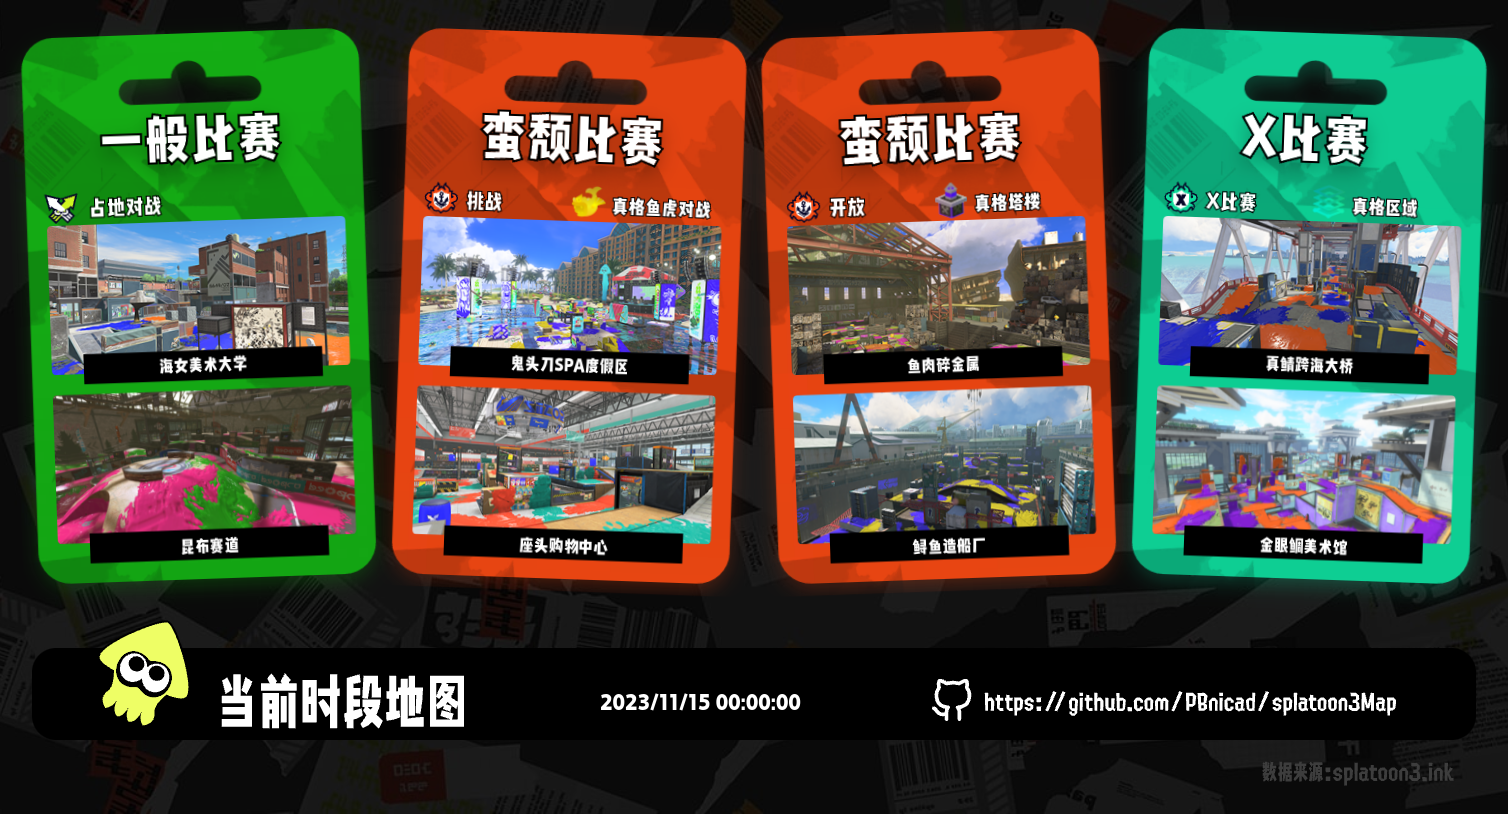 一般比赛
占地对战
海女美术大学
昆布赛道
蛮颓比赛
挑战
真格鱼虎对战
鬼头刀SPA度假区
座头购物中心
蛮颓比赛
开放
真格塔楼
鱼肉碎金属
鲟鱼造船厂
X比赛
X比赛
真格区域
真鲭跨海大桥
金眼鲷美术馆
当前时段地图
2023/11/15 00:00:00
https://github.com/PBnicad/splatoon3Map
数据来源:splatoon3.ink